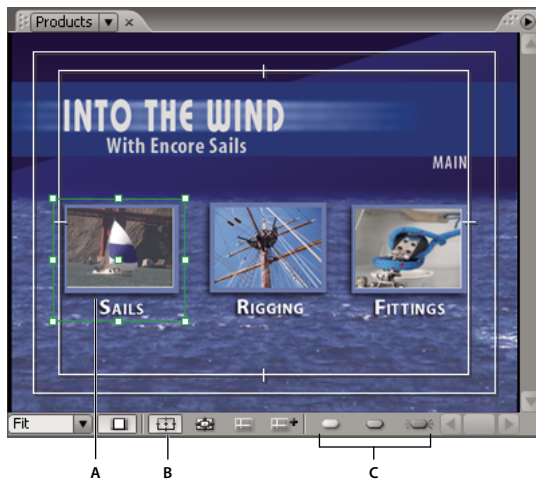 Products
INTO THE WIND
With Encore Sails
MAIN
SAILS RIGGING FITTINGS
Fit
A B C